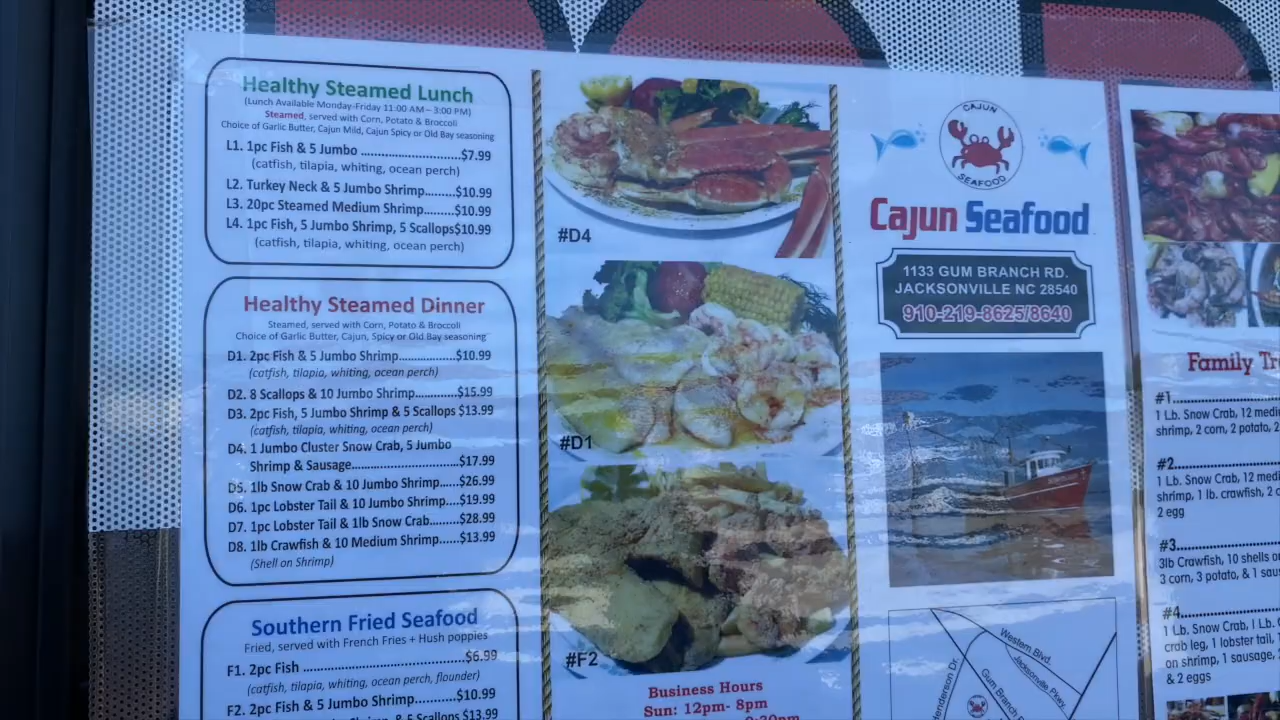 Healthy Steamed Lunch
(Lunch Available Monday-Friday 11:00 AM – 3:00 PM)
Steamed, served with Corn, Potato & Broccoli
Choice of Garlic Butter, Cajun Mild, Cajun Spicy or Old Bay seasoning
L1. 1pc Fish & 5 Jumbo ........................$7.99
(catfish, tilapia, whiting, ocean perch)
L2. Turkey Neck & 5 Jumbo Shrimp.......$10.99
L3. 20pc Steamed Medium Shrimp.......$10.99
L4. 1pc Fish, 5 Jumbo Shrimp, 5 Scallops$10.99
(catfish, tilapia, whiting, ocean perch)
Healthy Steamed Dinner
Steamed, served with Corn, Potato & Broccoli
Choice of Garlic Butter, Cajun, Spicy or Old Bay seasoning
D1. 2pc Fish & 5 Jumbo Shrimp.............$10.99
(catfish, tilapia, whiting, ocean perch)
D2. 8 Scallops & 10 Jumbo Shrimp.......$15.99
D3. 2pc Fish, 5 Jumbo Shrimp & 5 Scallops $13.99
(catfish, tilapia, whiting, ocean perch)
D4. 1 Jumbo Cluster Snow Crab, 5 Jumbo
Shrimp & Sausage..........................$17.99
D5. 1lb Snow Crab & 10 Jumbo Shrimp...$26.99
D6. 1pc Lobster Tail & 10 Jumbo Shrimp...$19.99
D7. 1pc Lobster Tail & 1lb Snow Crab.......$28.99
D8. 1lb Crawfish & 10 Medium Shrimp.....$13.99
(Shell on Shrimp)
Southern Fried Seafood
Fried, served with French Fries + Hush poppies
F1. 2pc Fish .......................................$6.99
(catfish, tilapia, whiting, ocean perch, flounder)
F2. 2pc Fish & 5 Jumbo Shrimp..........$10.99
& 5 Scallops $13.99
#D4
#D1
#F2
Business Hours
Sun: 12pm- 8pm
CAJUN
SEAFOOD
Cajun Seafood
1133 GUM BRANCH RD.
JACKSONVILLE NC 28540
910-219-8625/8640
Western Blvd.
Jacksonville Pkwy.
Gum Branch
Henderson Dr.
Family
#1........................
1 Lb. Snow Crab, 12 medi
shrimp, 2 corn, 2 potato, 2
#2........................
1 Lb. Snow Crab, 12 medi
shrimp, 1 lb. crawfish, 2
2 egg
#3........................
3lb Crawfish, 10 shells
3 corn, 3 potato, & 1
#4........................
1 Lb. Snow Crab, 1 Lb.
crab leg, 1 lobster tail,
on shrimp, 1 sausage,
& 2 eggs